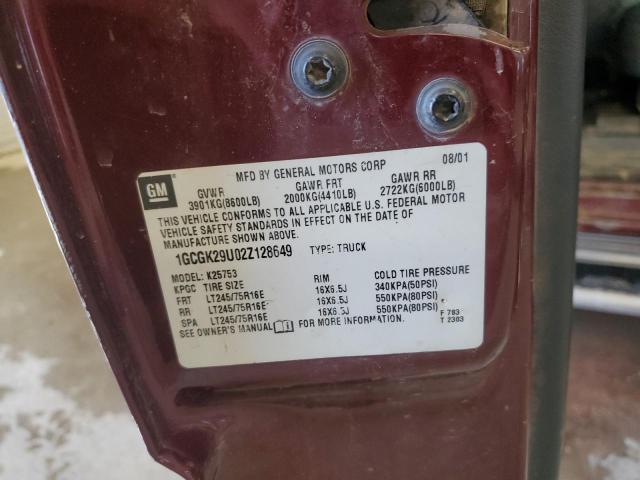 MFD BY GENERAL MOTORS CORP 08/01
GM
GVWR GAWR FRT GAWR RR
3901KG(8600LB) 2000KG(4410LB) 2722KG(6000LB)
THIS VEHICLE CONFORMS TO ALL APPLICABLE U.S. FEDERAL MOTOR
VEHICLE SAFETY STANDARDS IN EFFECT ON THE DATE OF
MANUFACTURE SHOWN ABOVE.
1GCGK29U02Z128649 TYPE: TRUCK
MODEL: K25753
KPGC TIRE SIZE RIM COLD TIRE PRESSURE
FRT LT245/75R16E 16X6.5J 340KPA(50PSI)
RR LT245/75R16E 16X6.5J 550KPA(80PSI)
SPA LT245/75R16E 16X6.5J 550KPA(80PSI)
SEE OWNER'S MANUAL FOR MORE INFORMATION.
F 783
T 2303